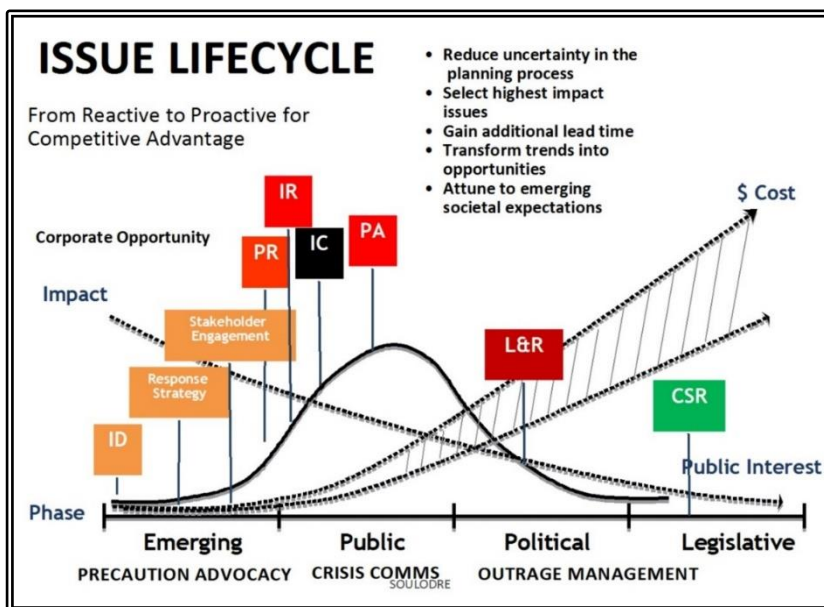 ISSUE LIFECYCLE
From Reactive to Proactive for
Competitive Advantage
• Reduce uncertainty in the
planning process
• Select highest impact
issues
• Gain additional lead time
• Transform trends into
opportunities
• Attune to emerging
societal expectations
$ Cost
IR
Corporate Opportunity
PR
IC
PA
Impact
Stakeholder
Engagement
L&R
Response
Strategy
CSR
ID
Public Interest
Phase
Emerging
Public
Political
Legislative
PRECAUTION ADVOCACY
CRISIS COMMS
OUTRAGE MANAGEMENT
SOULODRE